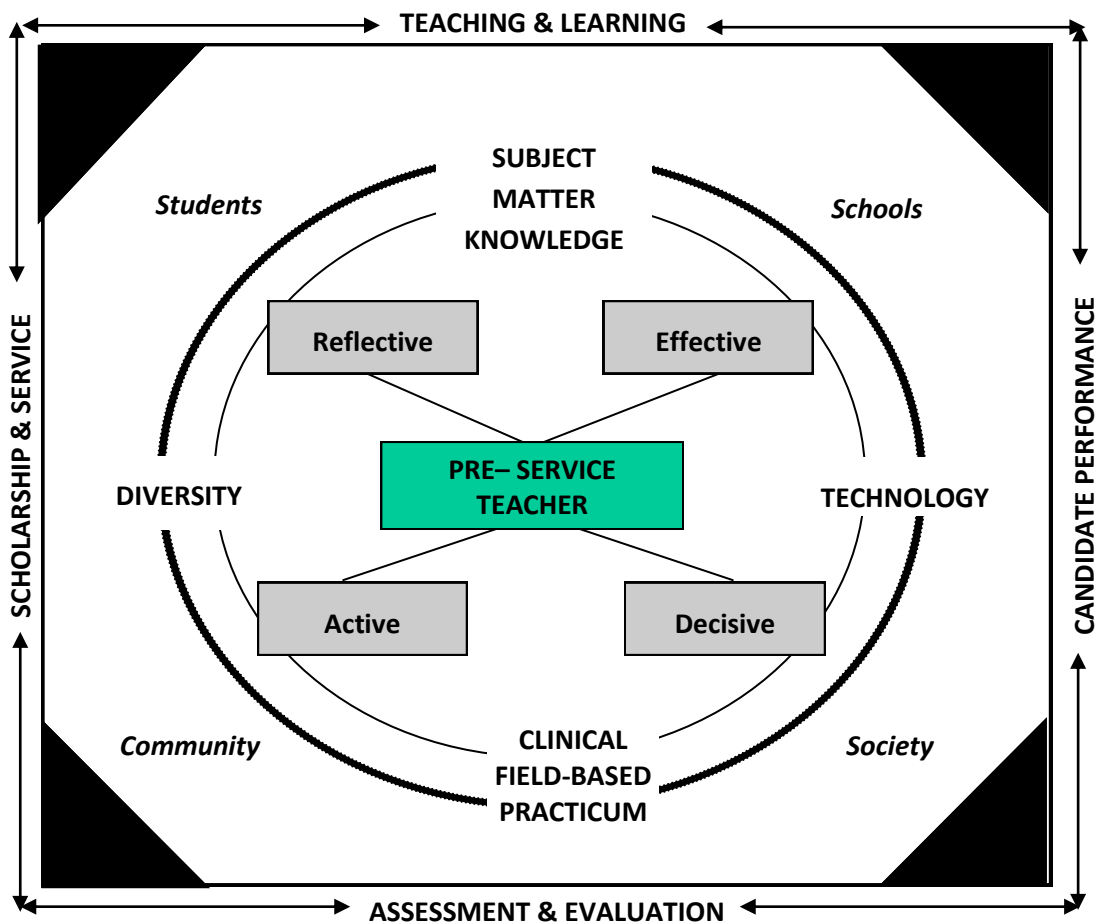 TEACHING & LEARNING
SUBJECT
MATTER
KNOWLEDGE
Students
Schools
Reflective
Effective
SCHOLARSHIP & SERVICE
CANDIDATE PERFORMANCE
PRE– SERVICE
TEACHER
DIVERSITY
TECHNOLOGY
Active
Decisive
Community
Society
CLINICAL
FIELD-BASED
PRACTICUM
ASSESSMENT & EVALUATION